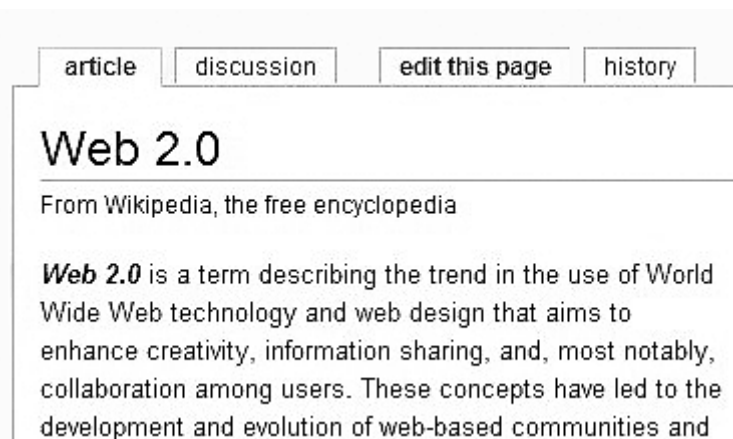 article discussion edit this page history
Web 2.0
From Wikipedia, the free encyclopedia
Web 2.0 is a term describing the trend in the use of World
Wide Web technology and web design that aims to
enhance creativity, information sharing, and, most notably,
collaboration among users. These concepts have led to the
development and evolution of web-based communities and